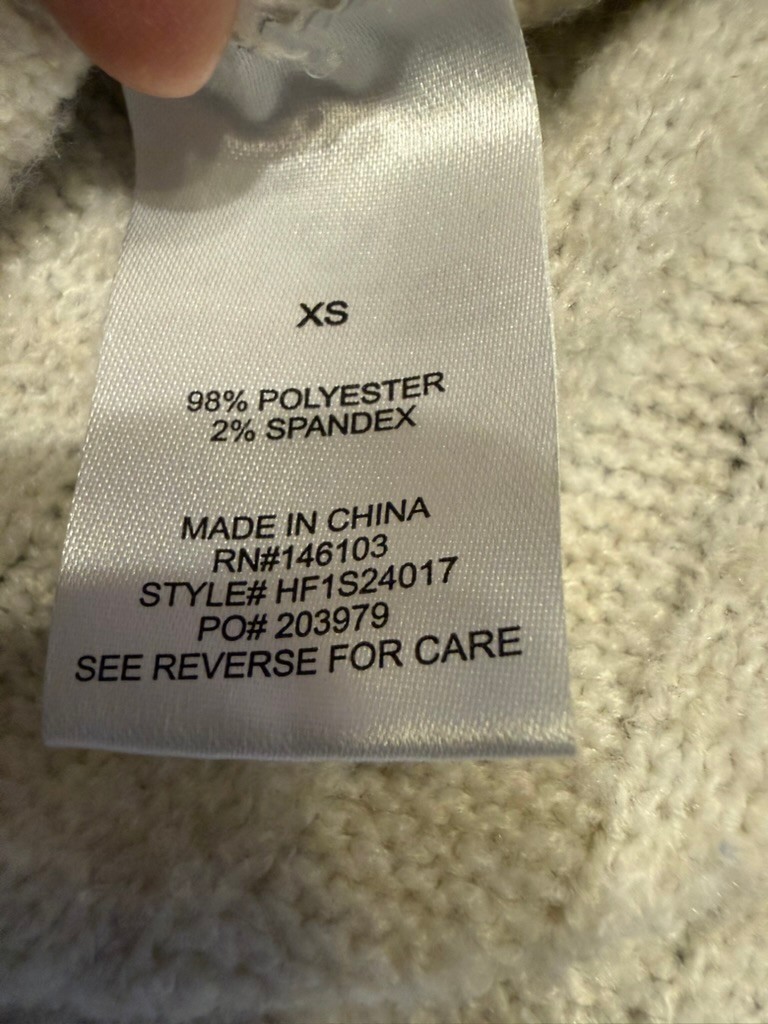 XS
98% POLYESTER
2% SPANDEX
MADE IN CHINA
RN#146103
STYLE# HF1S24017
PO# 203979
SEE REVERSE FOR CARE